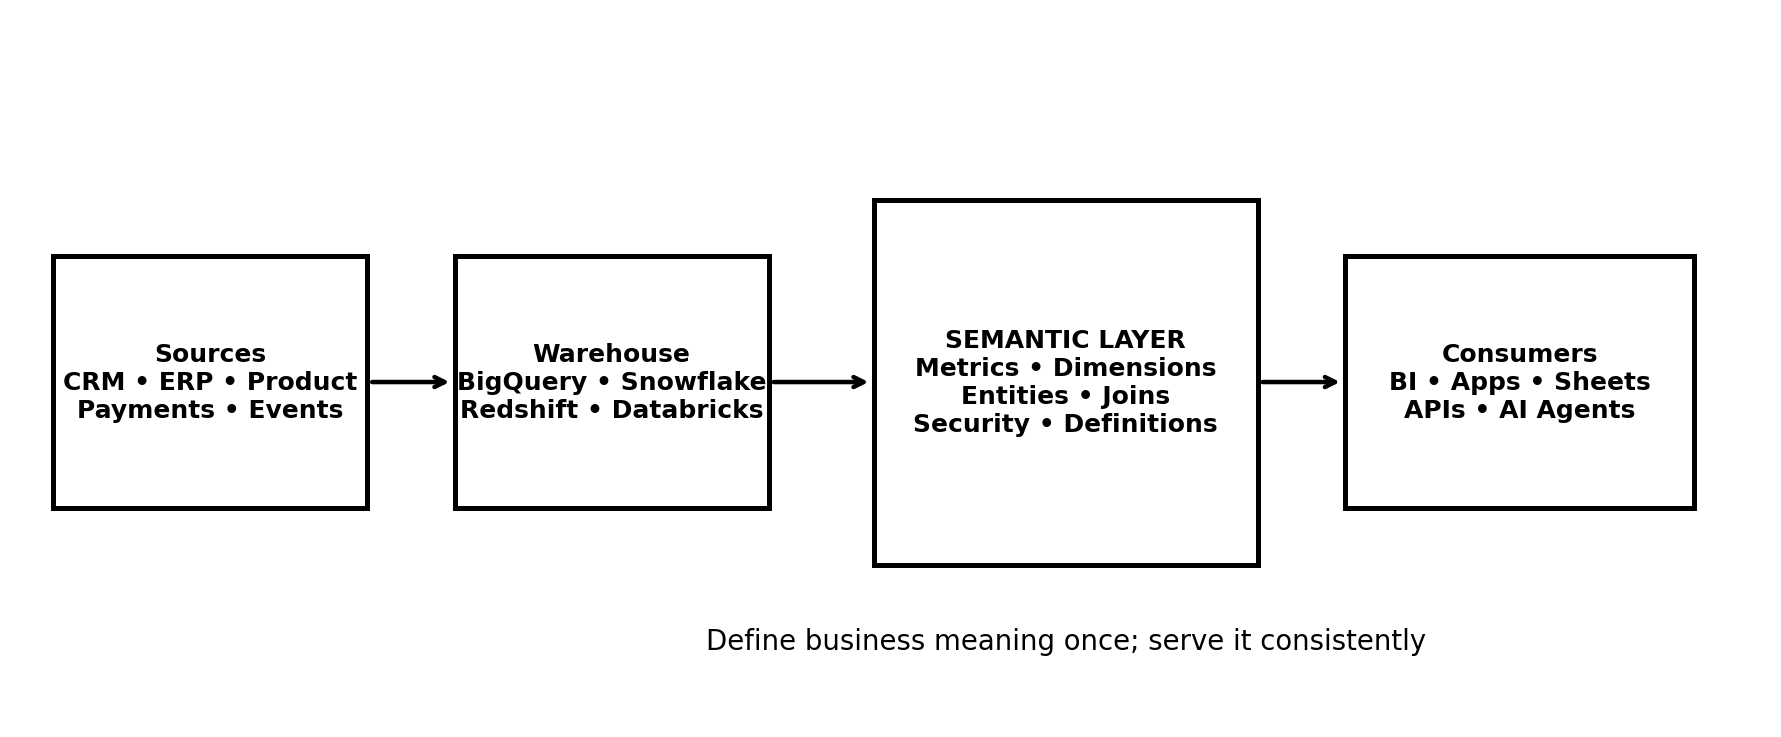 Sources
CRM • ERP • Product
Payments • Events
Warehouse
BigQuery • Snowflake
Redshift • Databricks
SEMANTIC LAYER
Metrics • Dimensions
Entities • Joins
Security • Definitions
Consumers
BI • Apps • Sheets
APIs • AI Agents
Define business meaning once; serve it consistently